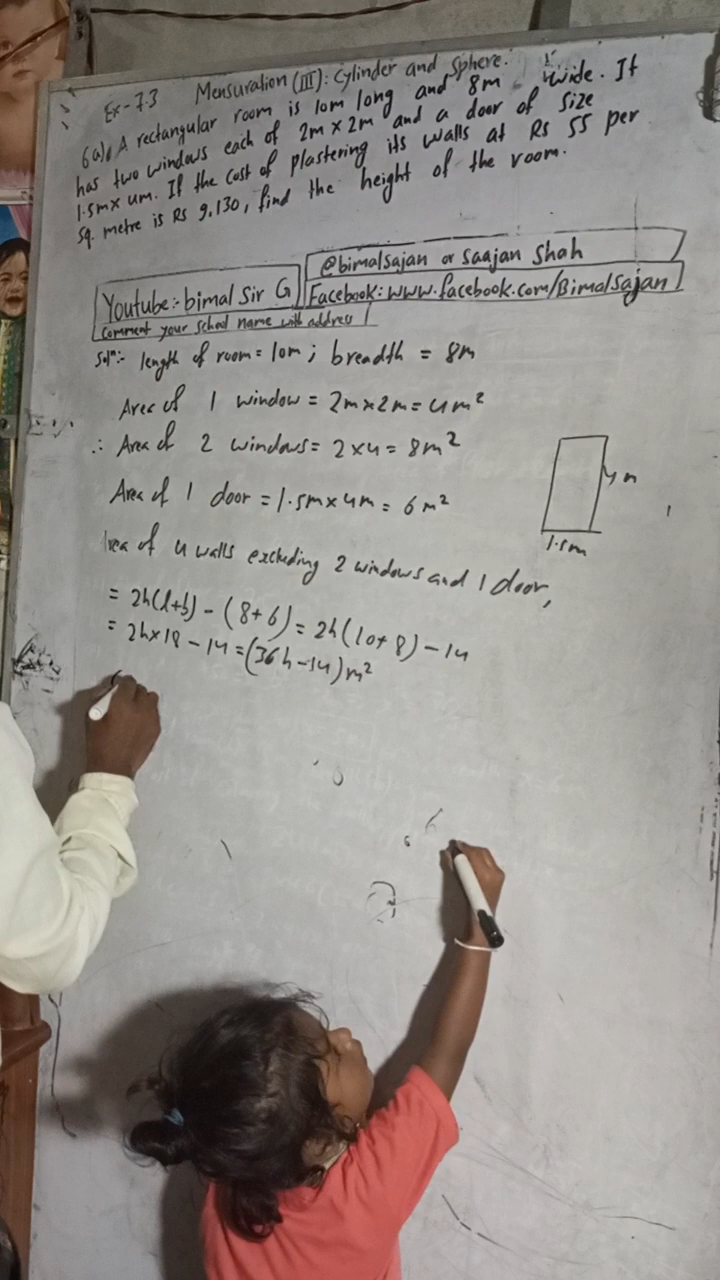 Ex-7.3 Mensuration (III): Cylinder and Sphere.
6a). A rectangular room is 10m long and 8m wide. It
has two windows each of 2m × 2m and a door of size
1.5m × 4m. If the cost of plastering its walls at Rs 55 per
sq. metre is Rs 9,130, find the height of the room.
Youtube:- bimal Sir G
@bimalsajan or Saajan Shah
Facebook: www.facebook.com/Bimalsajan
Comment your school name with address
Solⁿ:- length of room = 10m ; breadth = 8m
Area of 1 window = 2m×2m = 4m²
∴ Area of 2 windows = 2×4 = 8m²
Area of 1 door = 1.5m×4m = 6m²
4m
1.5m
Area of 4 walls excluding 2 windows and 1 door,
= 2h(l+b) - (8+6) = 2h(10+8) - 14
= 2h×18 - 14 = (36h-14)m²